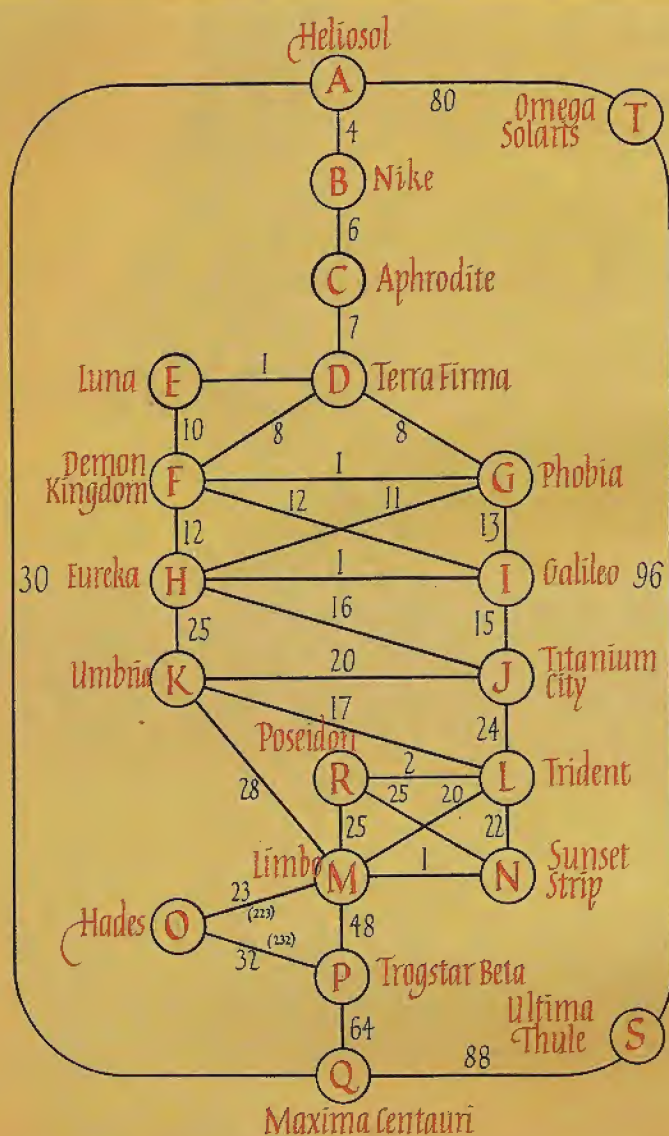 Heliosol
A
80
Omega
Solaris
T
4
B
Nike
6
C
Aphrodite
7
Luna
E
1
D
Terra Firma
10
8
8
Demon
Kingdom
F
1
G
Phobia
12
12
11
13
30
Eureka
H
1
I
Galileo
96
25
16
15
Umbria
K
20
J
Titanium
City
17
24
Poseidon
R
2
L
Trident
28
25
25
20
22
Limbo
M
1
N
Sunset
Strip
Hades
O
23
(223)
48
32
(232)
P
Trogstar Beta
64
Ultima
Thule
S
Q
88
Maxima Centauri